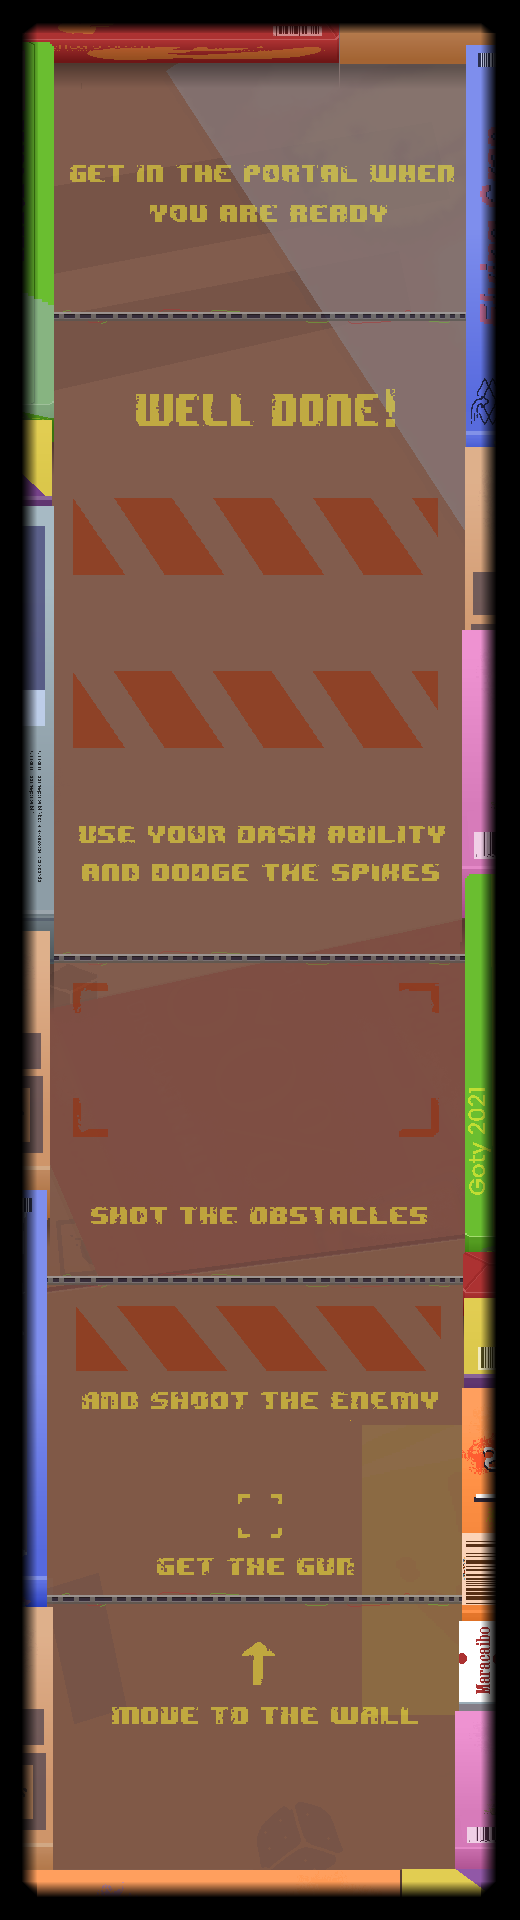 GET IN THE PORTAL WHEN
YOU ARE READY
WELL DONE!
USE YOUR DASH ABILITY
AND DODGE THE SPIKES
Goty 2021
SHOT THE OBSTACLES
AND SHOOT THE ENEMY
GET THE GUN
Maracaibo
MOVE TO THE WALL